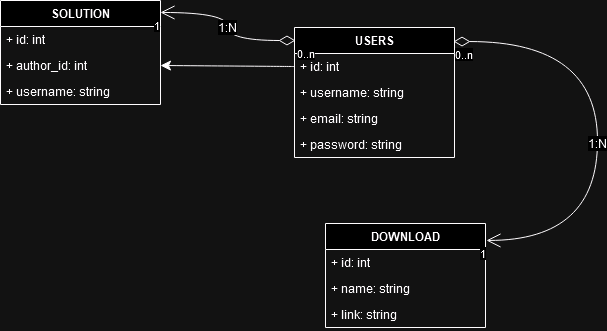 SOLUTION
1
+ id: int
+ author_id: int
+ username: string
1:N
USERS
0..n
0..n
+ id: int
+ username: string
+ email: string
+ password: string
1:N
DOWNLOAD
1
+ id: int
+ name: string
+ link: string